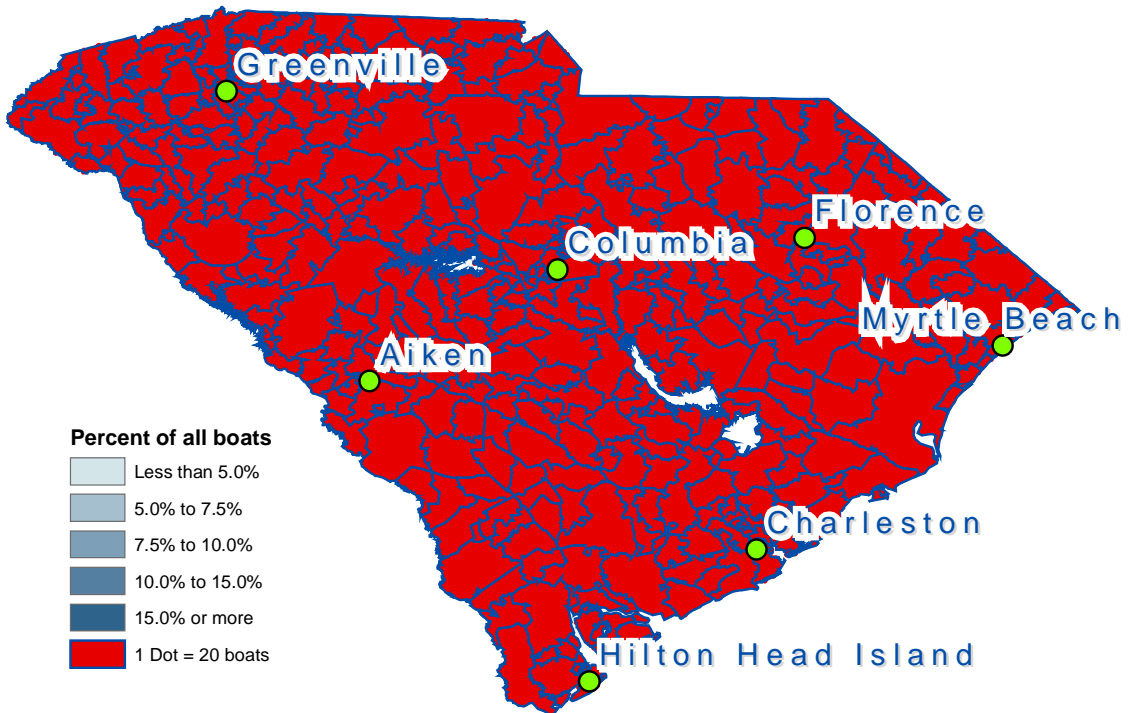 Greenville
Florence
Columbia
Myrtle Beach
Aiken
Percent of all boats
Less than 5.0%
5.0% to 7.5%
7.5% to 10.0%
10.0% to 15.0%
15.0% or more
1 Dot = 20 boats
Charleston
Hilton Head Island